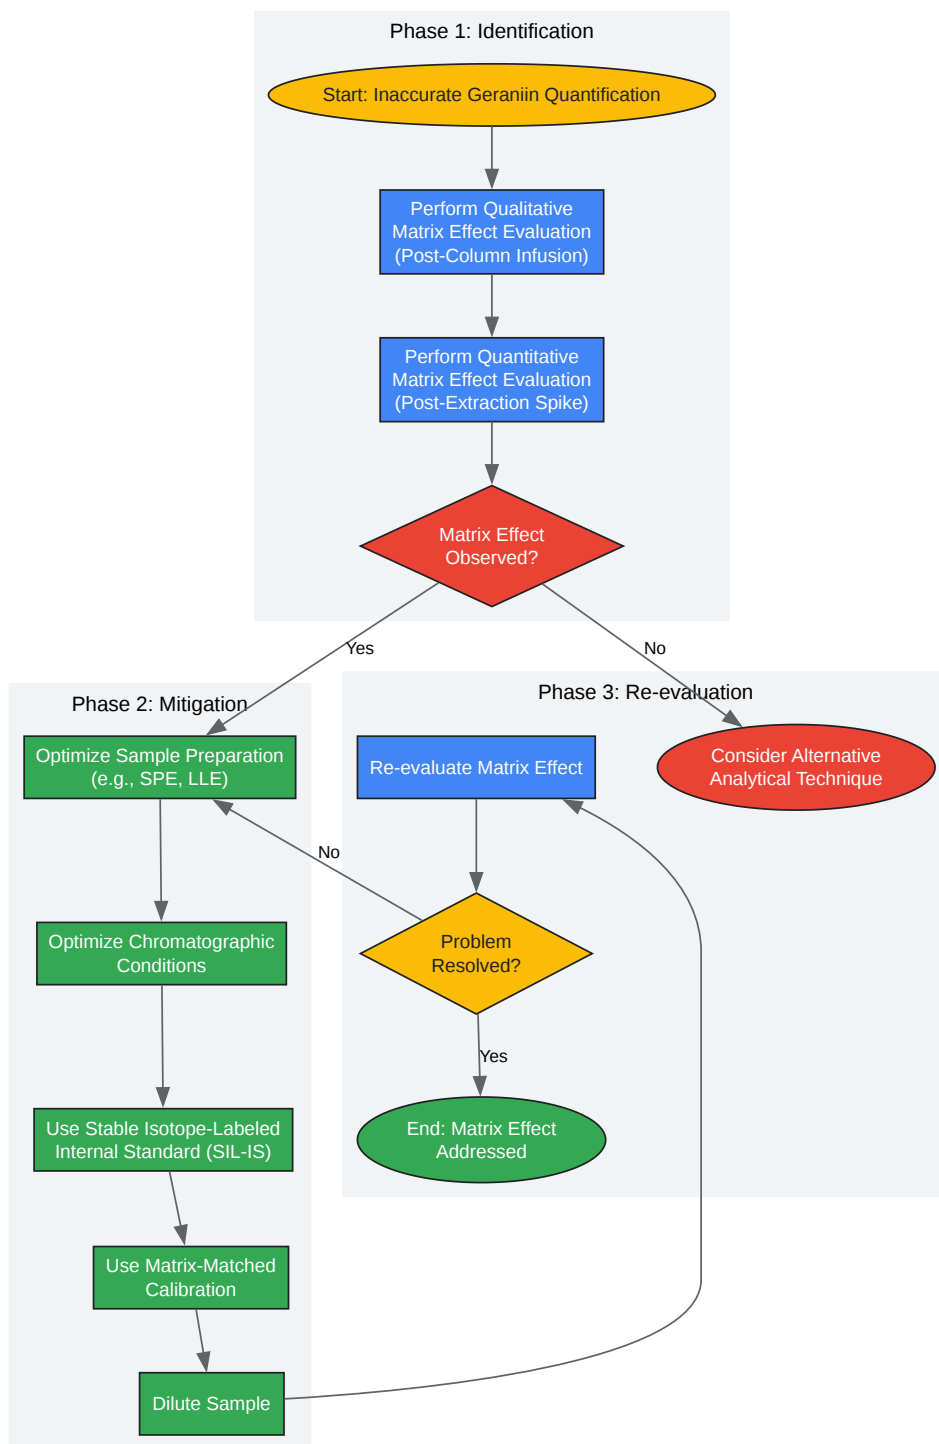 Phase 1: Identification
Start: Inaccurate Geraniin Quantification
Perform Qualitative
Matrix Effect Evaluation
(Post-Column Infusion)
Perform Quantitative
Matrix Effect Evaluation
(Post-Extraction Spike)
Matrix Effect
Observed?
Yes
No
Phase 2: Mitigation
Optimize Sample Preparation
(e.g., SPE, LLE)
Optimize Chromatographic
Conditions
Use Stable Isotope-Labeled
Internal Standard (SIL-IS)
Use Matrix-Matched
Calibration
Dilute Sample
Phase 3: Re-evaluation
Re-evaluate Matrix Effect
Consider Alternative
Analytical Technique
No
Problem
Resolved?
Yes
End: Matrix Effect
Addressed